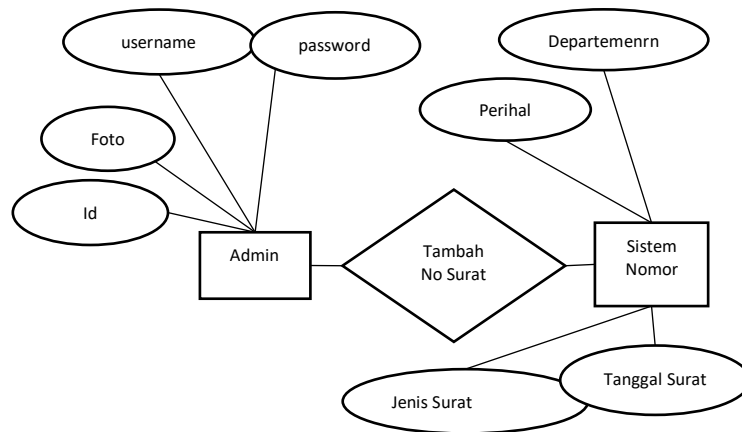 username
password
Departemenrn
Perihal
Foto
Id
Admin
Tambah
No Surat
Sistem
Nomor
Jenis Surat
Tanggal Surat